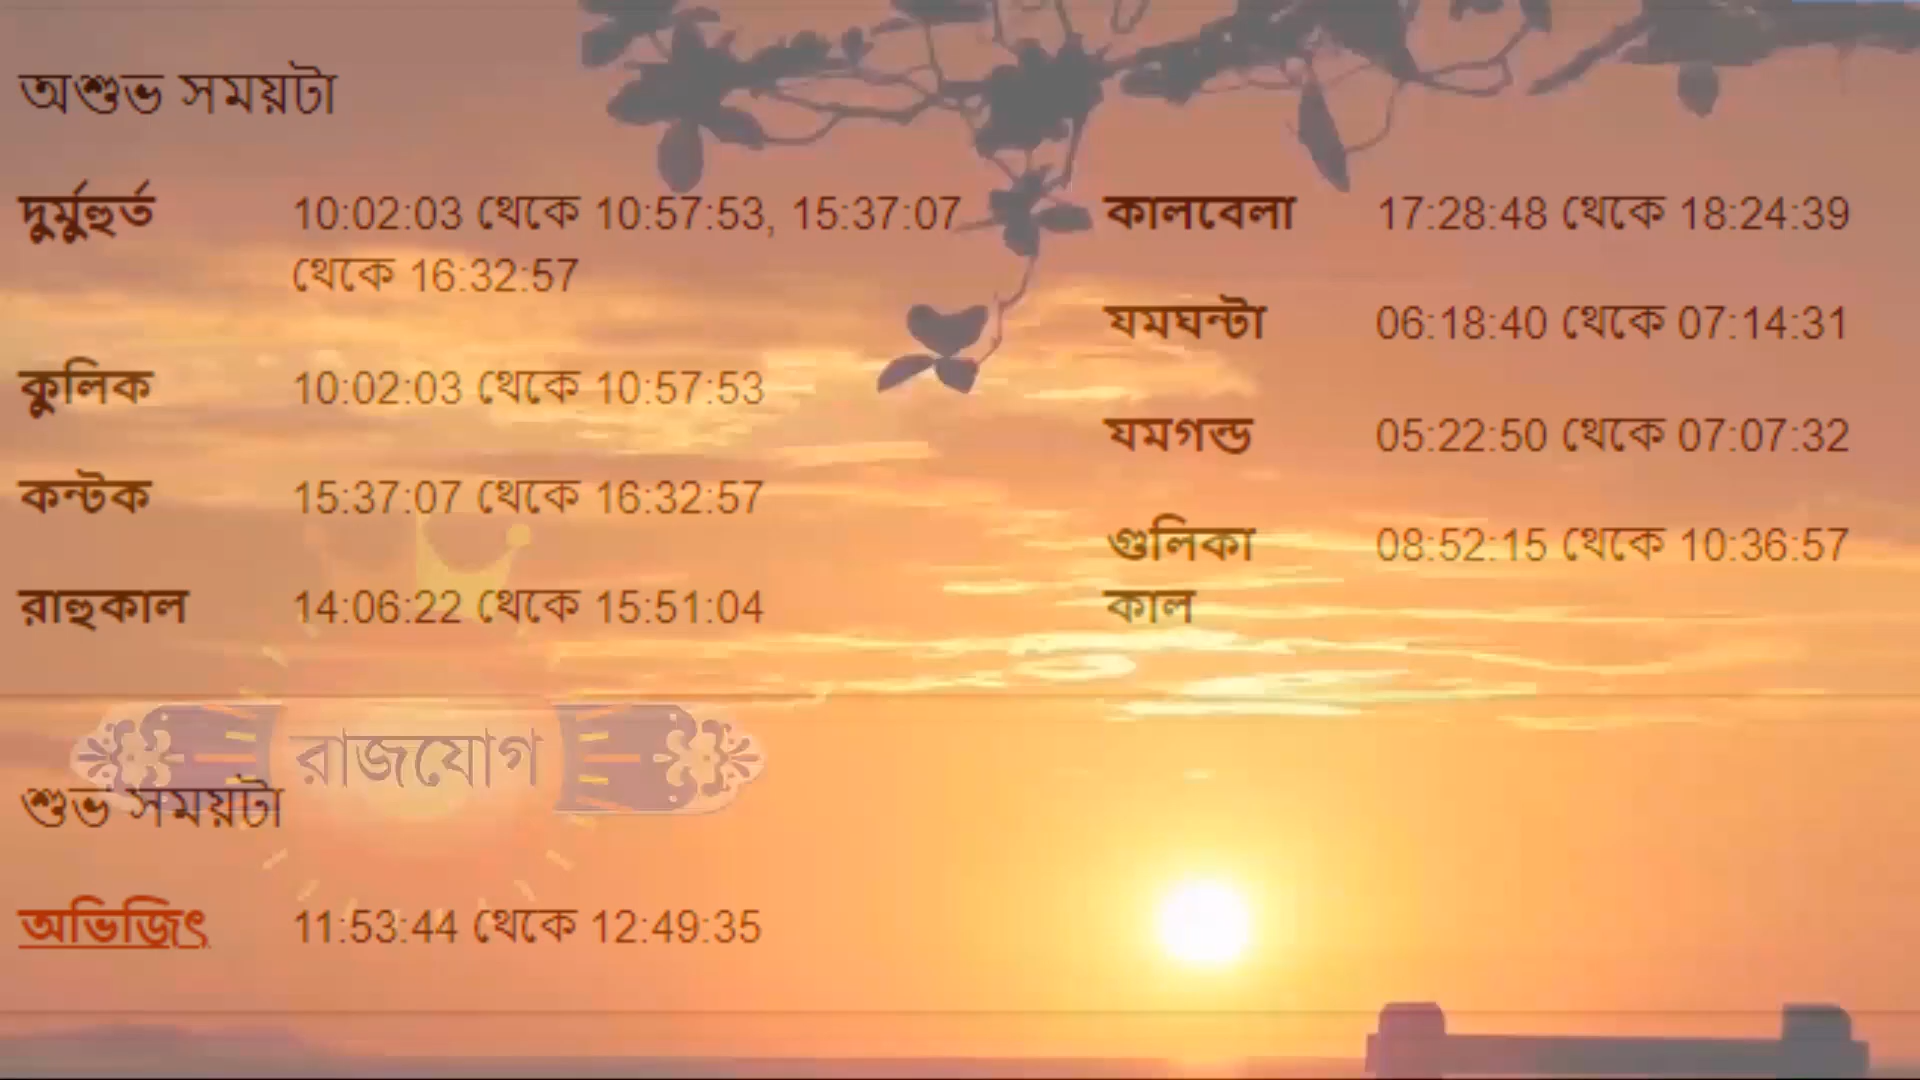 অশুভ সময়টা
দুর্মুহুর্ত 10:02:03 থেকে 10:57:53, 15:37:07 থেকে 16:32:57
কুলিক 10:02:03 থেকে 10:57:53
কন্টক 15:37:07 থেকে 16:32:57
রাহুকাল 14:06:22 থেকে 15:51:04
কালবেলা 17:28:48 থেকে 18:24:39
যমঘন্টা 06:18:40 থেকে 07:14:31
যমগন্ড 05:22:50 থেকে 07:07:32
গুলিকা কাল 08:52:15 থেকে 10:36:57
রাজযোগ
শুভ সময়টা
অভিজিৎ 11:53:44 থেকে 12:49:35